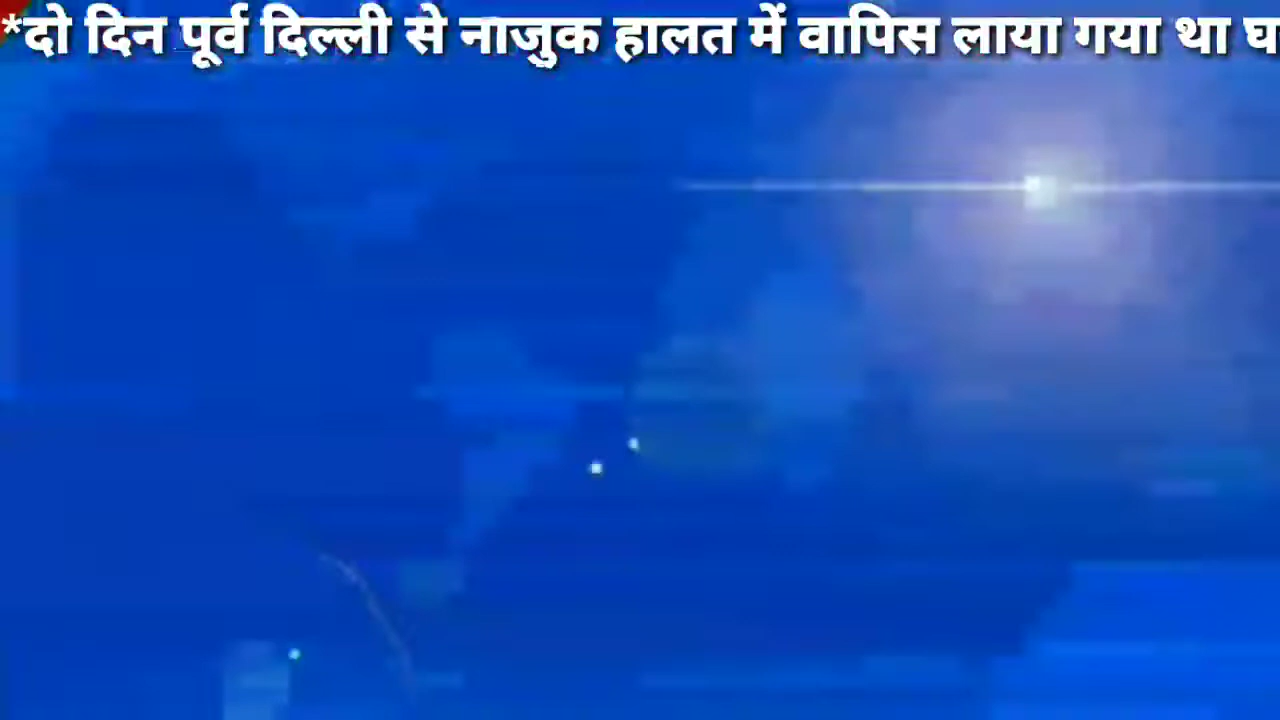 *दो दिन पूर्व दिल्ली से नाजुक हालत में वापिस लाया गया था घ